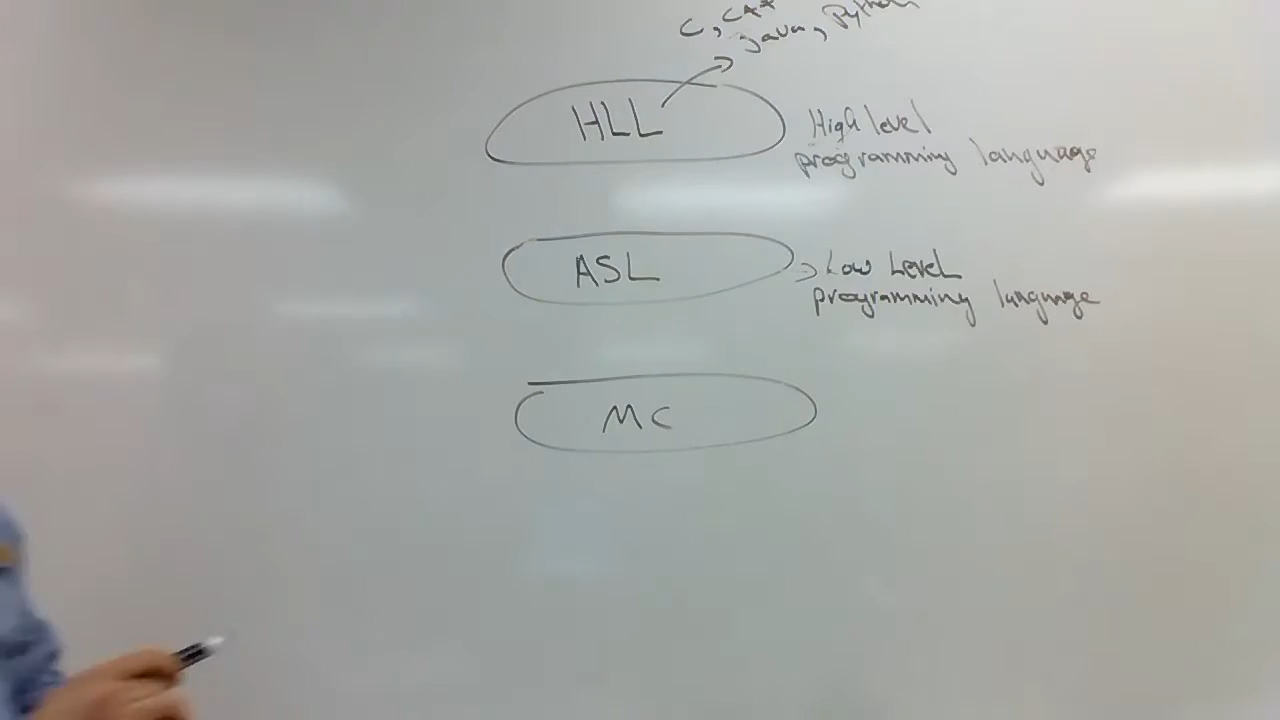 C, C++
Java, Python
HLL
High level
programming language
ASL
Low Level
programming language
MC